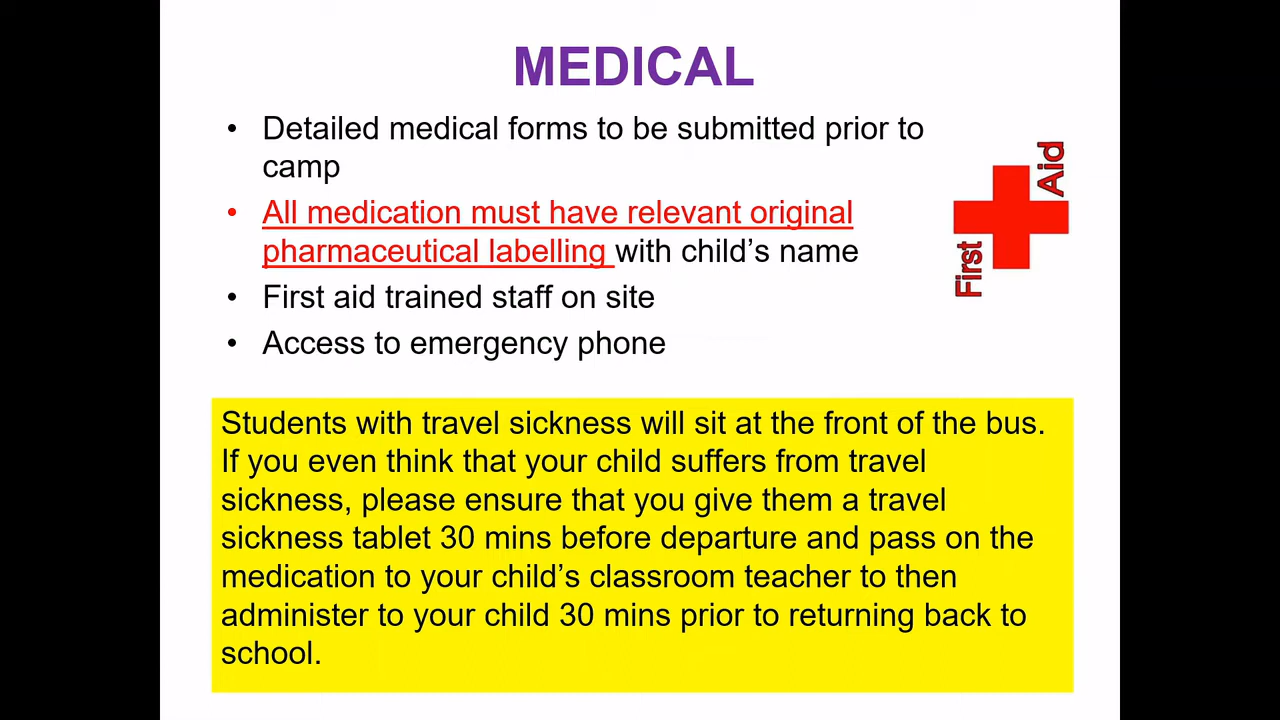 MEDICAL
• Detailed medical forms to be submitted prior to
camp
• All medication must have relevant original
pharmaceutical labelling with child's name
• First aid trained staff on site
• Access to emergency phone
First
Aid
Students with travel sickness will sit at the front of the bus.
If you even think that your child suffers from travel
sickness, please ensure that you give them a travel
sickness tablet 30 mins before departure and pass on the
medication to your child's classroom teacher to then
administer to your child 30 mins prior to returning back to
school.